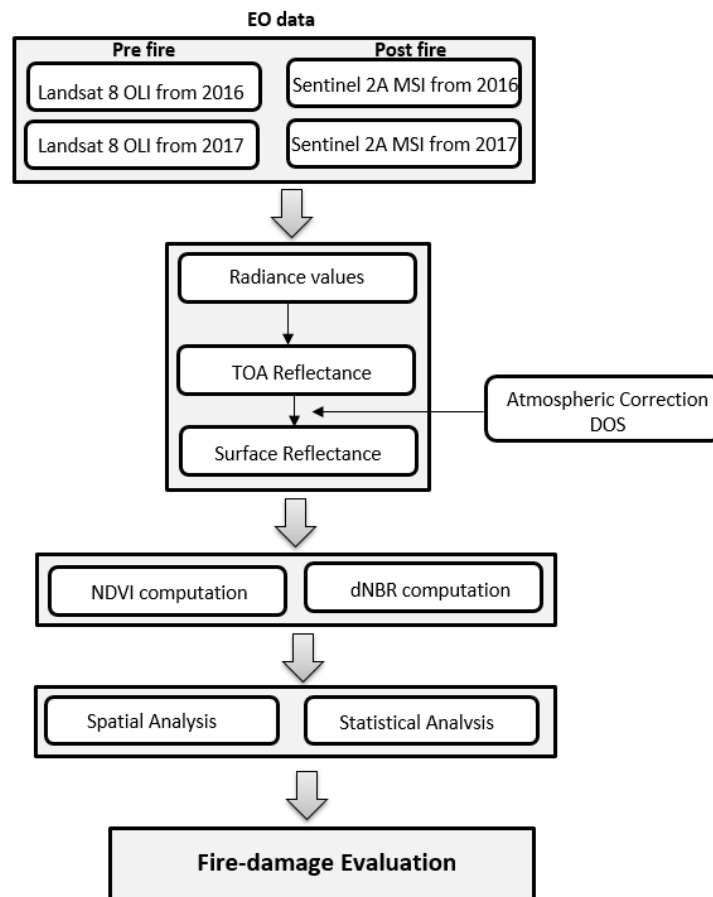 EO data
Pre fire
Post fire
Landsat 8 OLI from 2016
Sentinel 2A MSI from 2016
Landsat 8 OLI from 2017
Sentinel 2A MSI from 2017
Radiance values
TOA Reflectance
Atmospheric Correction
DOS
Surface Reflectance
NDVI computation
dNBR computation
Spatial Analysis
Statistical Analysis
Fire-damage Evaluation